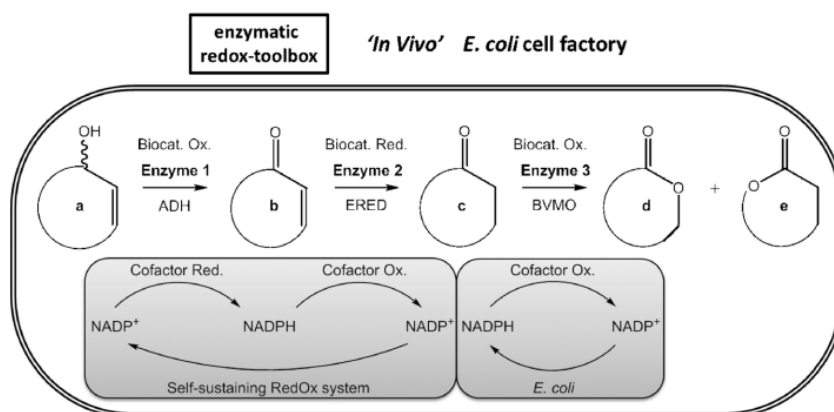 enzymatic
redox-toolbox
'In Vivo' E. coli cell factory
OH
O
O
O
O
Biocat. Ox.
Biocat. Red.
Biocat. Ox.
Enzyme 1
Enzyme 2
Enzyme 3
O
O
a
ADH
b
ERED
c
BVMO
d
+
e
Cofactor Red.
Cofactor Ox.
Cofactor Ox.
NADP+
NADPH
NADP+
NADPH
NADP+
Self-sustaining RedOx system
E. coli